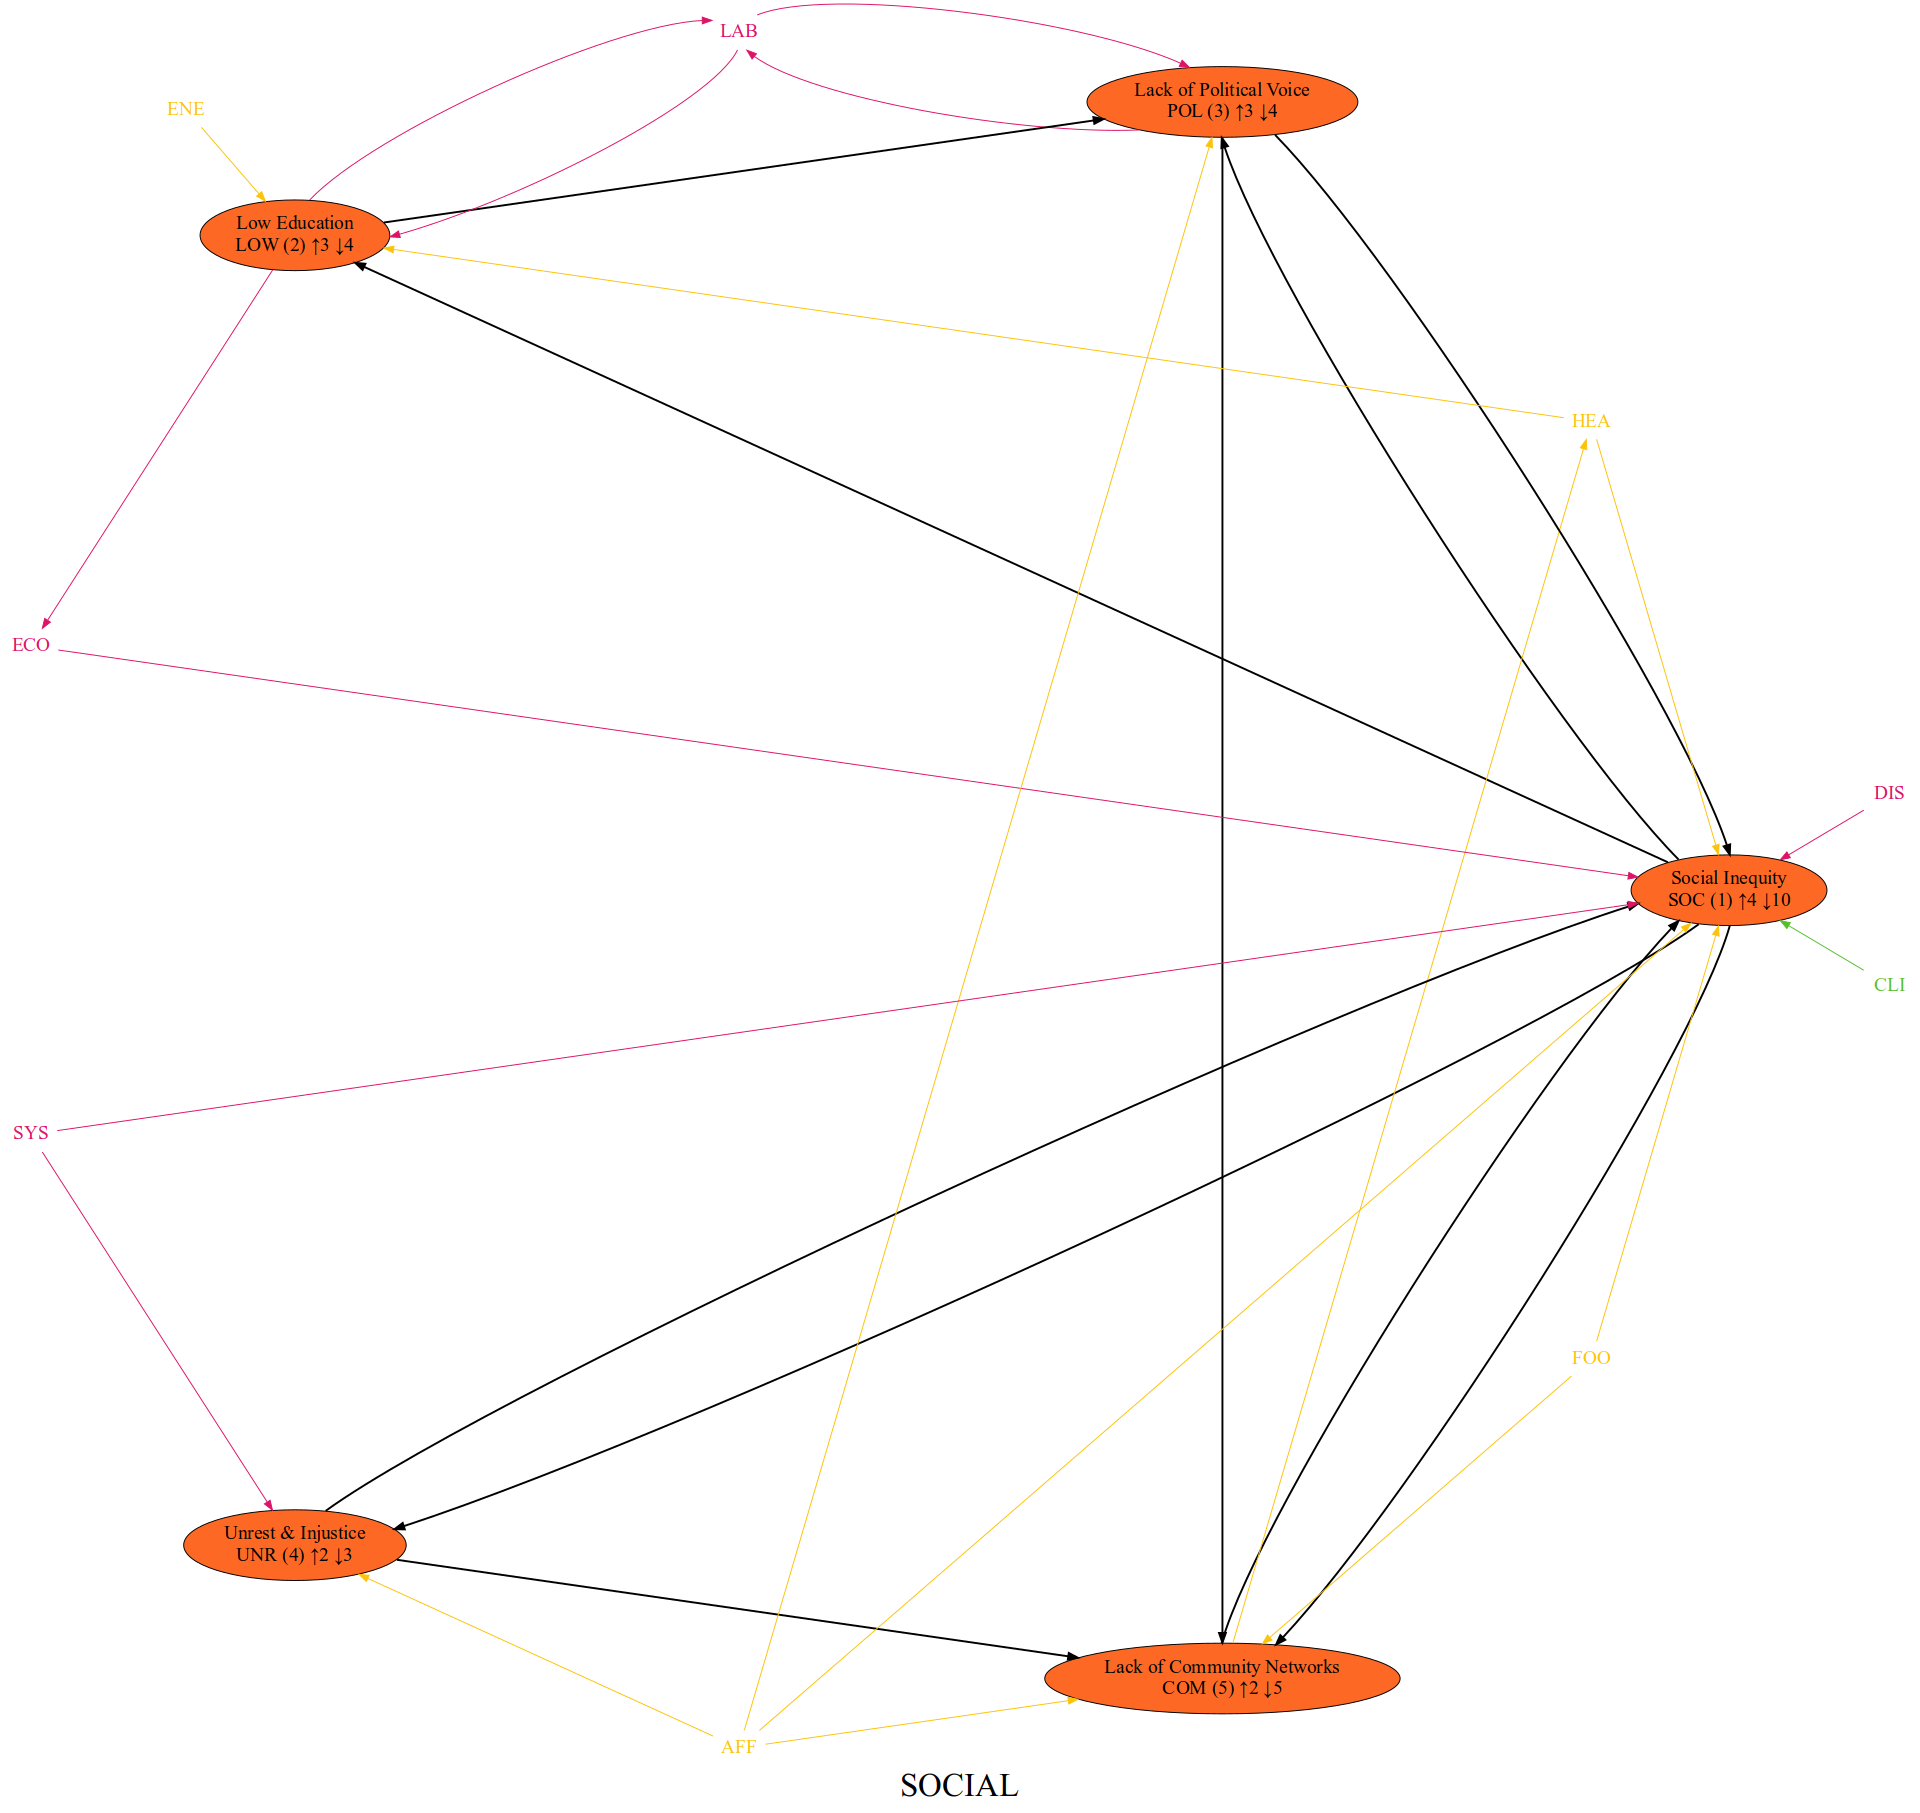 LAB
Lack of Political Voice
POL (3) ↑3 ↓4
ENE
Low Education
LOW (2) ↑3 ↓4
HEA
ECO
DIS
Social Inequity
SOC (1) ↑4 ↓10
CLI
SYS
FOO
Unrest & Injustice
UNR (4) ↑2 ↓3
Lack of Community Networks
COM (5) ↑2 ↓5
AFF
SOCIAL